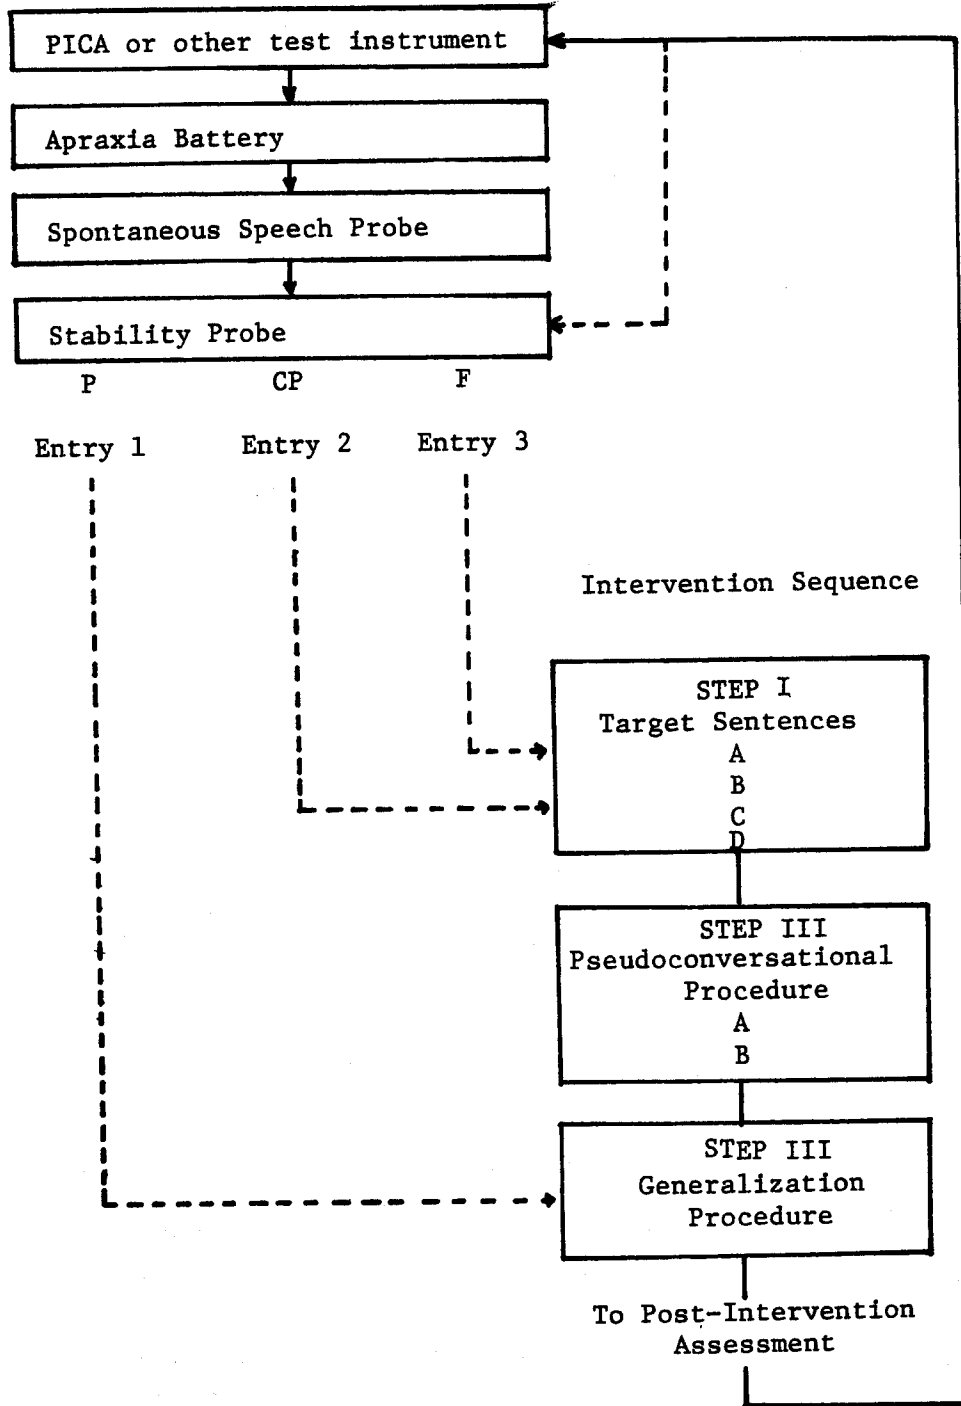 PICA or other test instrument
Apraxia Battery
Spontaneous Speech Probe
Stability Probe
P CP F
Entry 1 Entry 2 Entry 3
Intervention Sequence
STEP I
Target Sentences
A
B
C
D
STEP III
Pseudoconversational
Procedure
A
B
STEP III
Generalization
Procedure
To Post-Intervention
Assessment